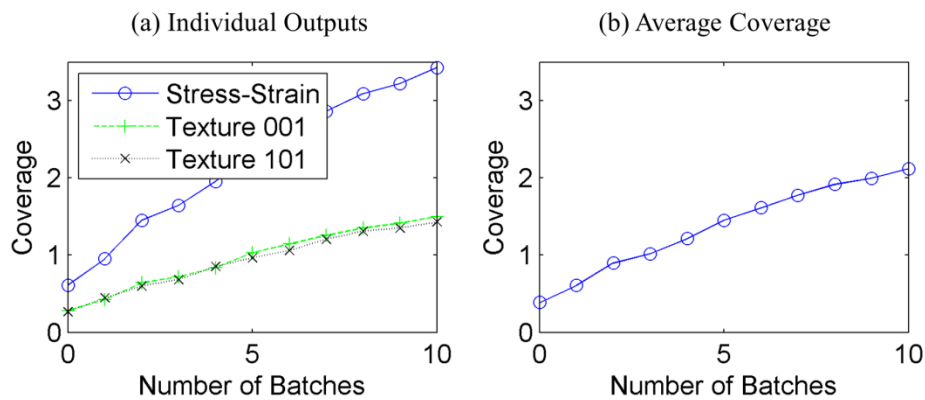 (a) Individual Outputs
Coverage
3
2
1
0
Stress-Strain
Texture 001
Texture 101
0 5 10
Number of Batches
(b) Average Coverage
Coverage
3
2
1
0
0 5 10
Number of Batches